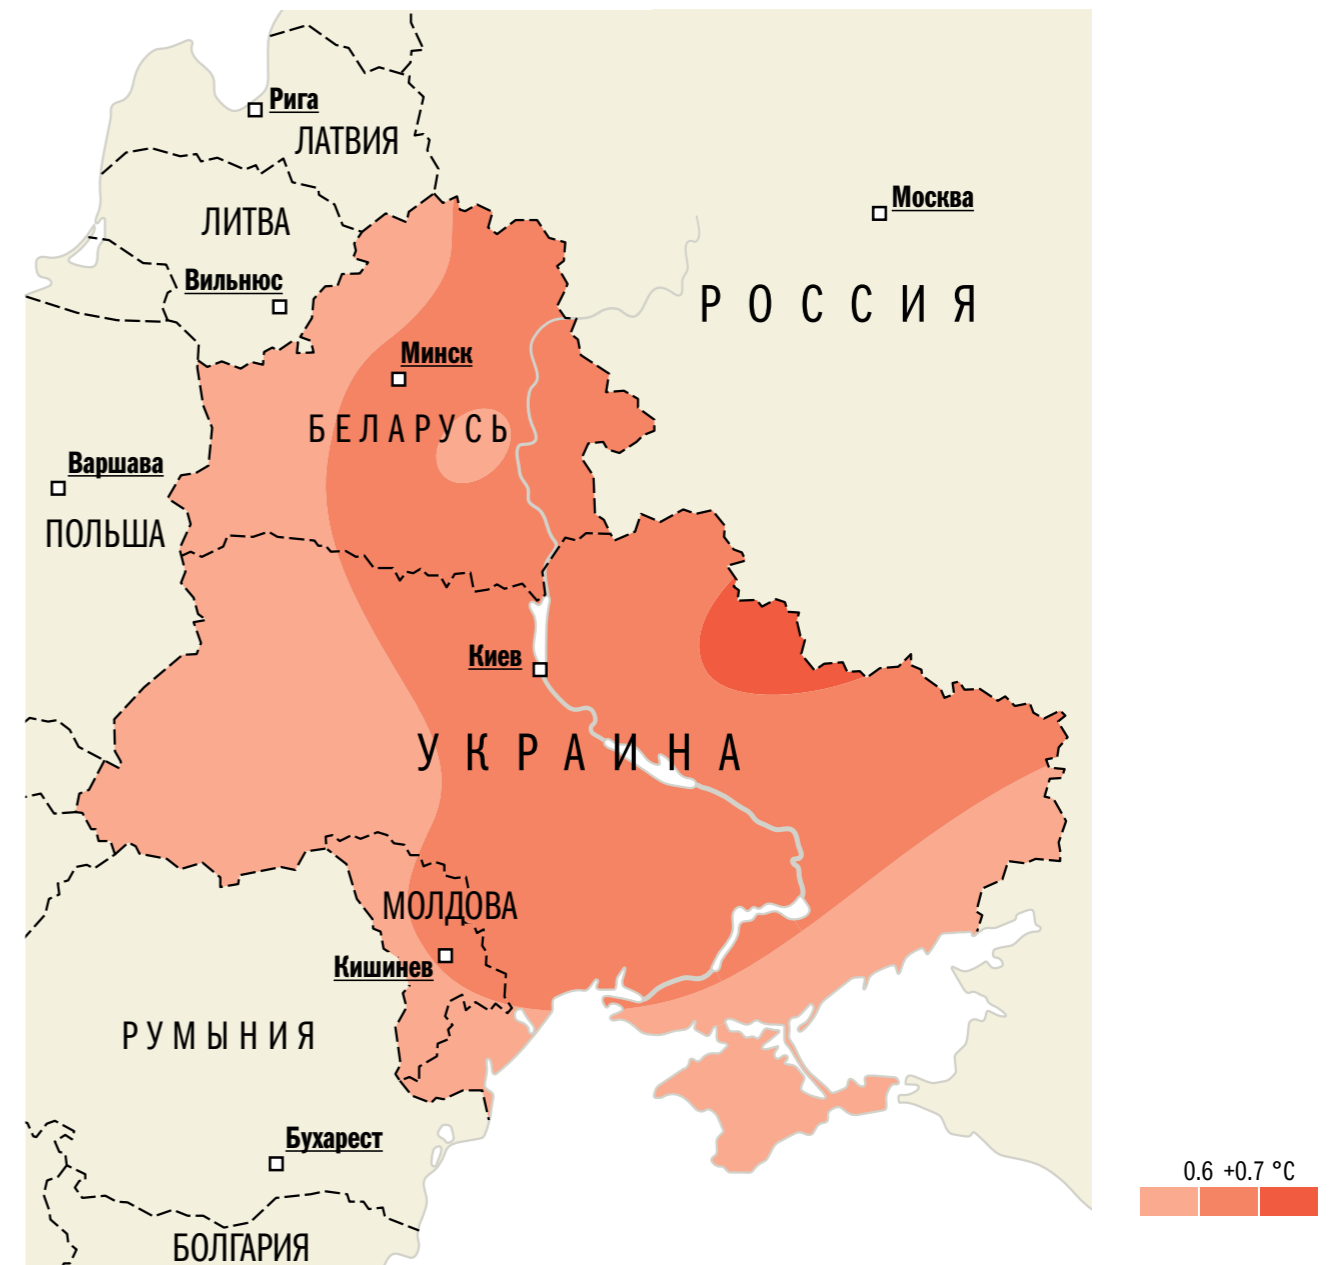 Рига
ЛАТВИЯ
Москва
ЛИТВА
Вильнюс
РОССИЯ
Минск
БЕЛАРУСЬ
Варшава
ПОЛЬША
Киев
УКРАИНА
МОЛДОВА
Кишинев
РУМЫНИЯ
Бухарест
0.6 +0.7 °C
БОЛГАРИЯ